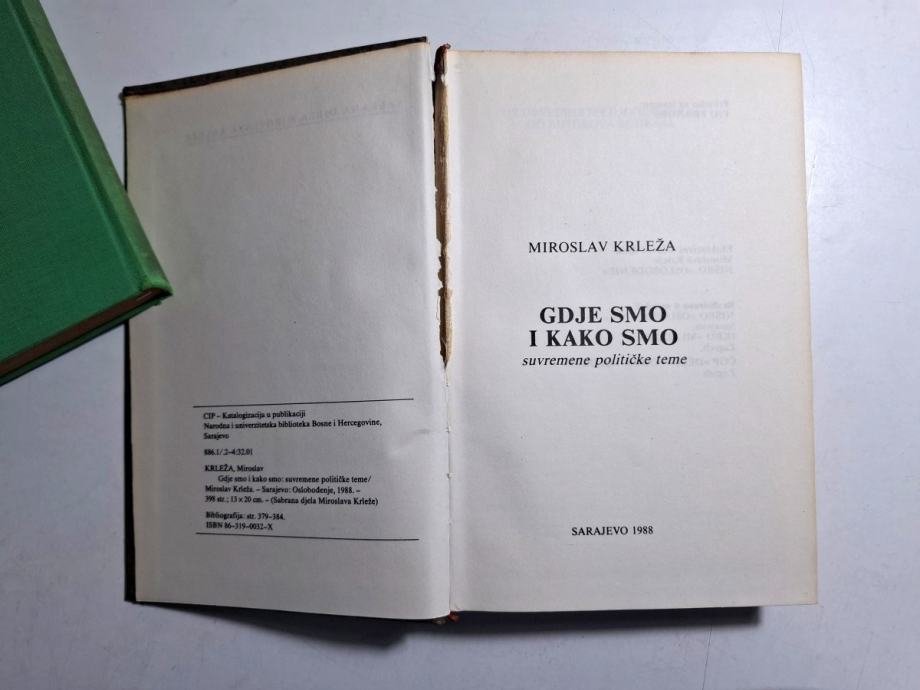 CIP – Katalogizacija u publikaciji
Narodna i univerzitetska biblioteka Bosne i Hercegovine,
Sarajevo
886.1/.2–4:32.01
KRLEŽA, Miroslav
Gdje smo i kako smo: suvremene političke teme/
Miroslav Krleža. – Sarajevo: Oslobođenje, 1988. –
398 str.; 13 x 20 cm. – (Sabrana djela Miroslava Krleže)
Bibliografija: str. 379–384.
ISBN 86-319-0032-X
MIROSLAV KRLEŽA
GDJE SMO
I KAKO SMO
suvremene političke teme
SARAJEVO 1988